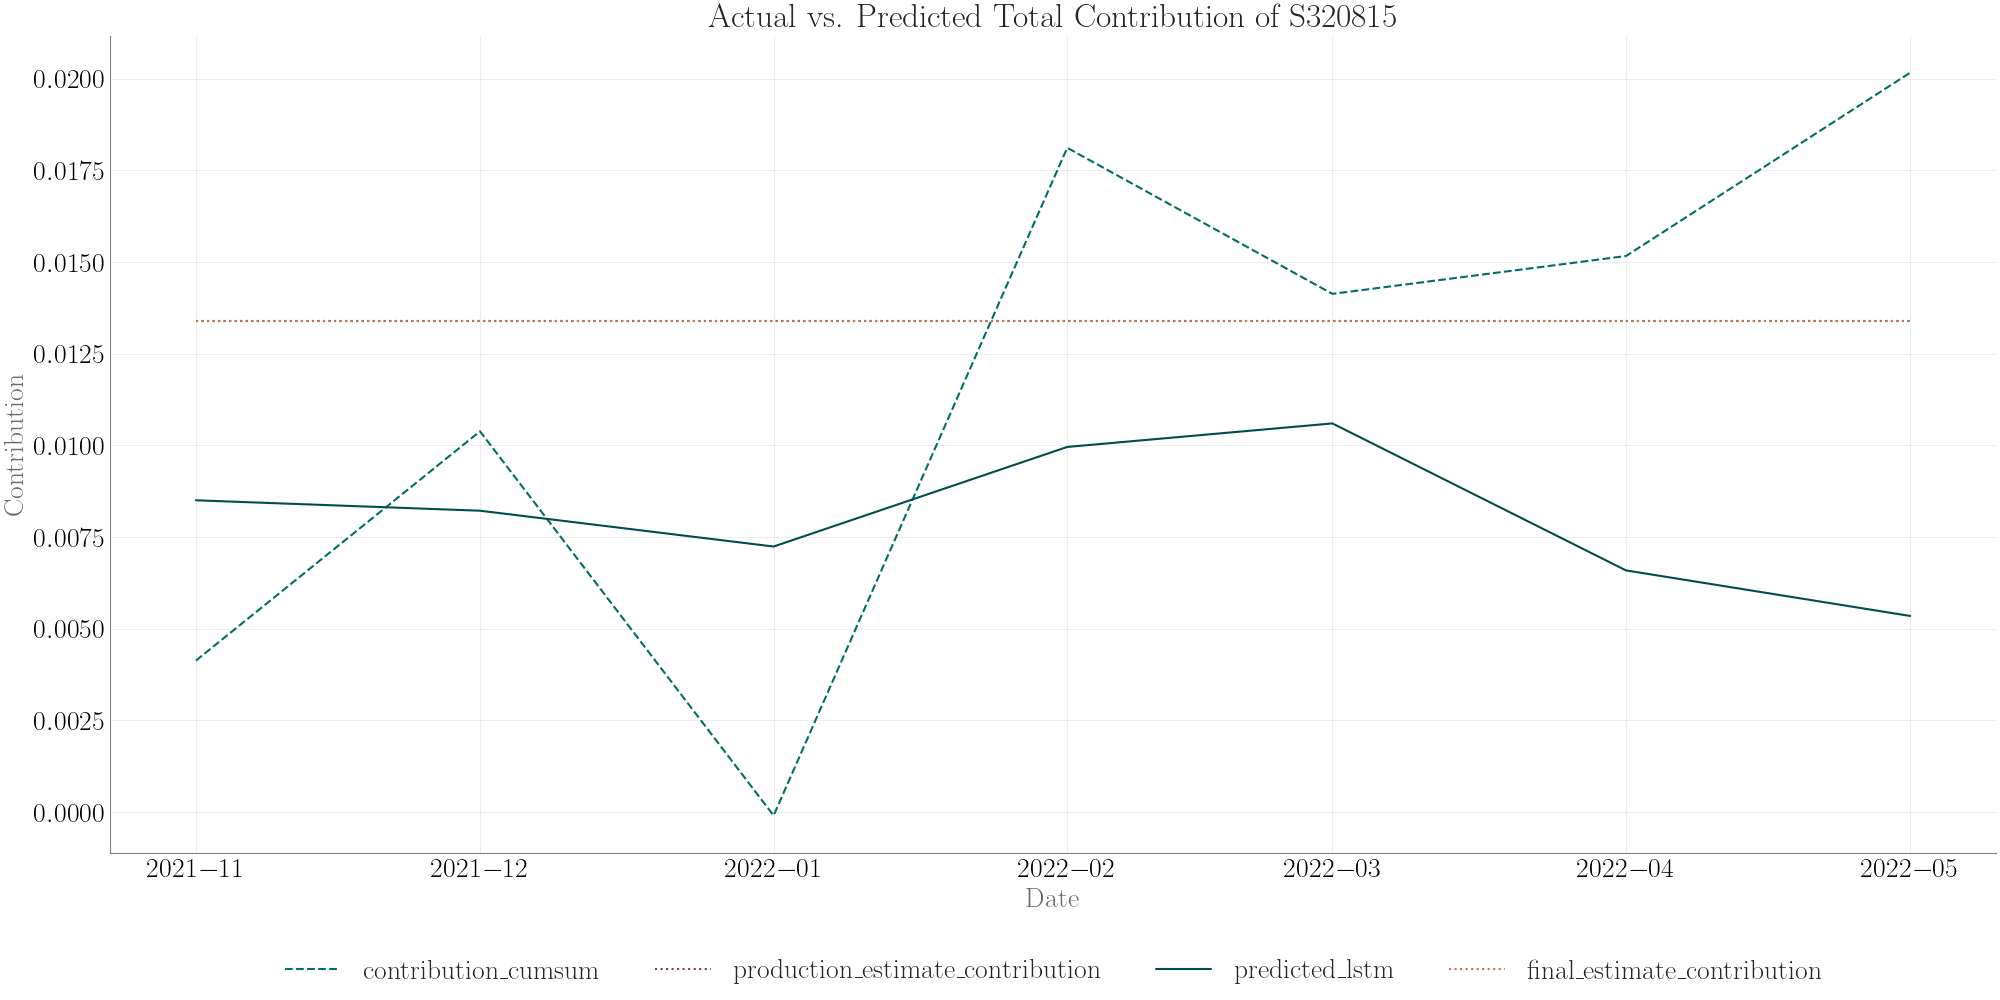 Actual vs. Predicted Total Contribution of S320815
0.0200
0.0175
0.0150
0.0125
0.0100
0.0075
0.0050
0.0025
0.0000
Contribution
2021−11 2021−12 2022−01 2022−02 2022−03 2022−04 2022−05
Date
contribution_cumsum production_estimate_contribution predicted_lstm final_estimate_contribution